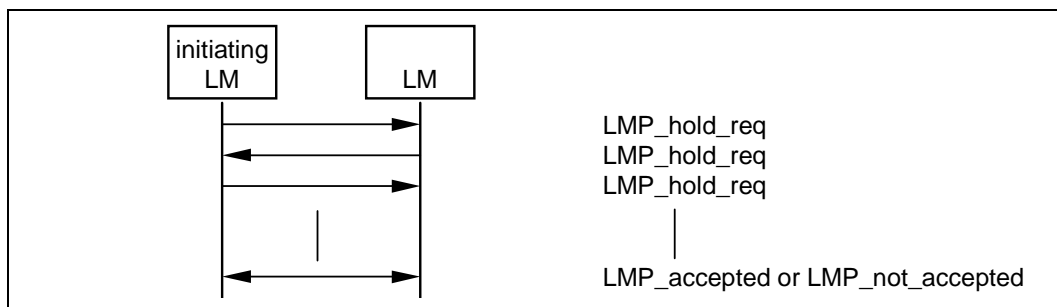 initiating
LM
LM
LMP_hold_req
LMP_hold_req
LMP_hold_req
LMP_accepted or LMP_not_accepted